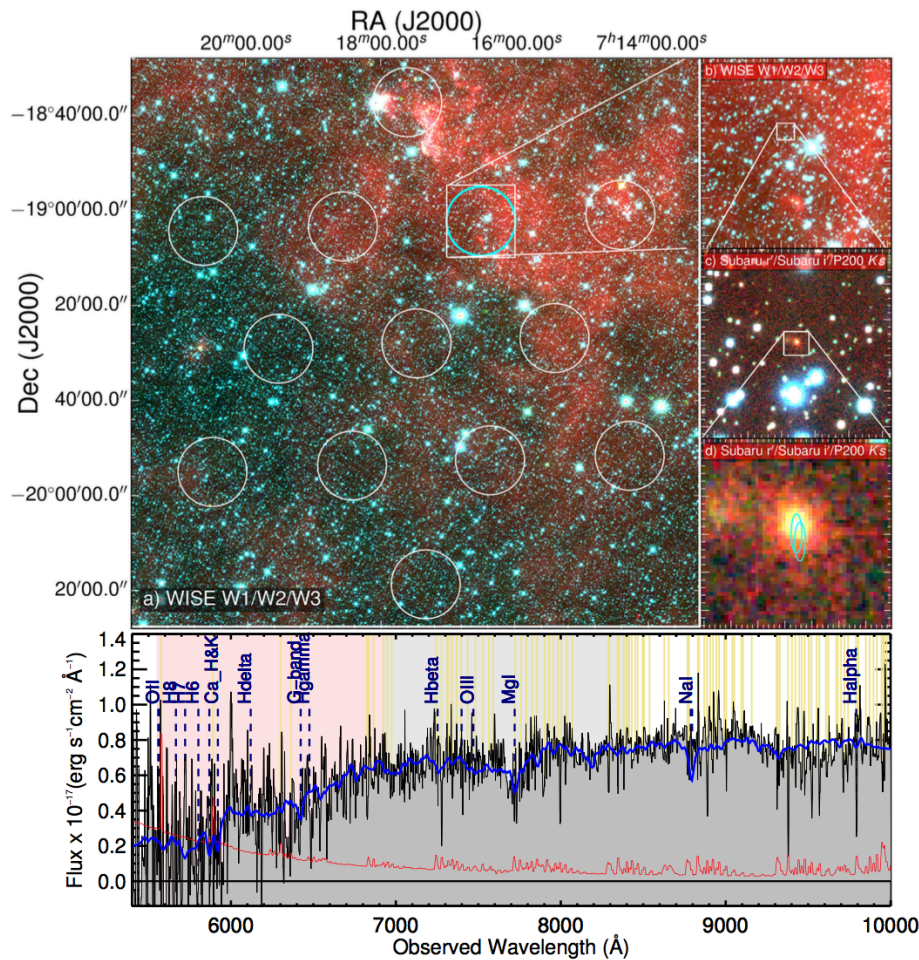 RA (J2000)
20ᵐ00.00ˢ 18ᵐ00.00ˢ 16ᵐ00.00ˢ 7ʰ14ᵐ00.00ˢ
Dec (J2000)
−18°40′00.0″
−19°00′00.0″
20′00.0″
40′00.0″
−20°00′00.0″
20′00.0″
a) WISE W1/W2/W3
b) WISE W1/W2/W3
c) Subaru r′/Subaru i′/P200 Ks
d) Subaru r′/Subaru i′/P200 Ks
Flux x 10⁻¹⁷(erg s⁻¹cm⁻² Å⁻¹)
1.4
1.2
1.0
0.8
0.6
0.4
0.2
0.0
OII
H8
H7
H6
Ca_H&K
Hdelta
G_band
Hgamma
Hbeta
OIII
MgI
NaI
Halpha
6000 7000 8000 9000 10000
Observed Wavelength (Å)